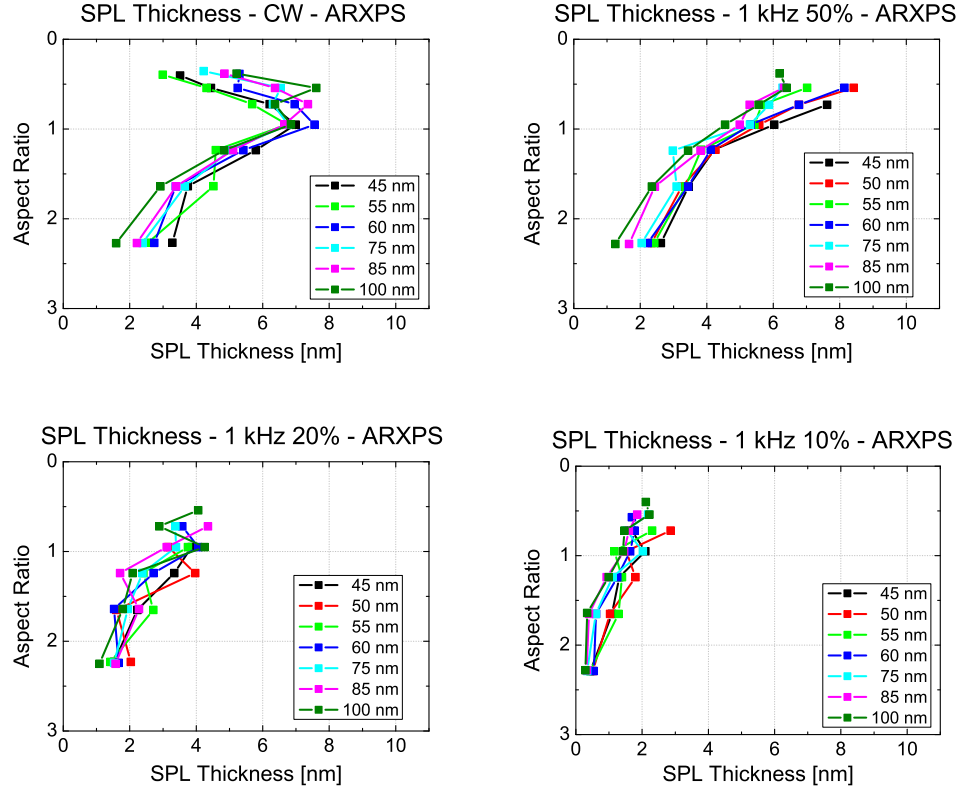 SPL Thickness - CW - ARXPS
0
1
2
3
Aspect Ratio
45 nm
55 nm
60 nm
75 nm
85 nm
100 nm
0 2 4 6 8 10
SPL Thickness [nm]
SPL Thickness - 1 kHz 50% - ARXPS
0
1
2
3
Aspect Ratio
45 nm
50 nm
55 nm
60 nm
75 nm
85 nm
100 nm
0 2 4 6 8 10
SPL Thickness [nm]
SPL Thickness - 1 kHz 20% - ARXPS
0
1
2
3
Aspect Ratio
45 nm
50 nm
55 nm
60 nm
75 nm
85 nm
100 nm
0 2 4 6 8 10
SPL Thickness [nm]
SPL Thickness - 1 kHz 10% - ARXPS
0
1
2
3
Aspect Ratio
45 nm
50 nm
55 nm
60 nm
75 nm
85 nm
100 nm
0 2 4 6 8 10
SPL Thickness [nm]